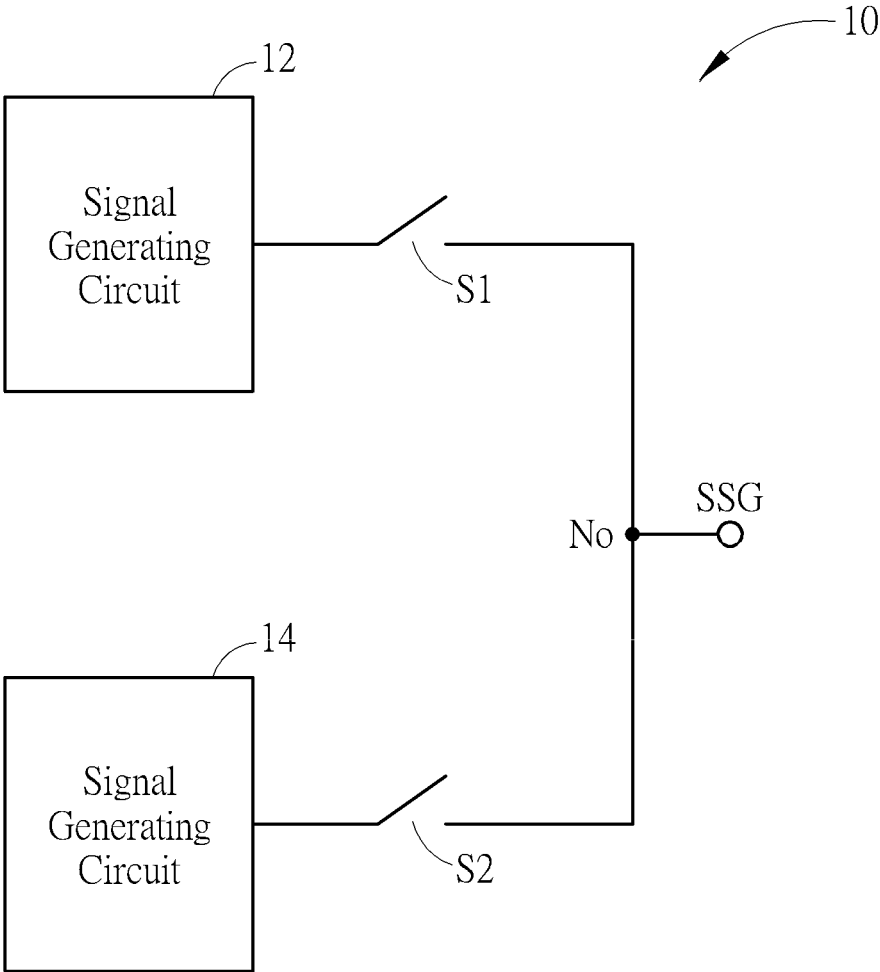 10
12
Signal
Generating
Circuit
S1
SSG
No
14
Signal
Generating
Circuit
S2